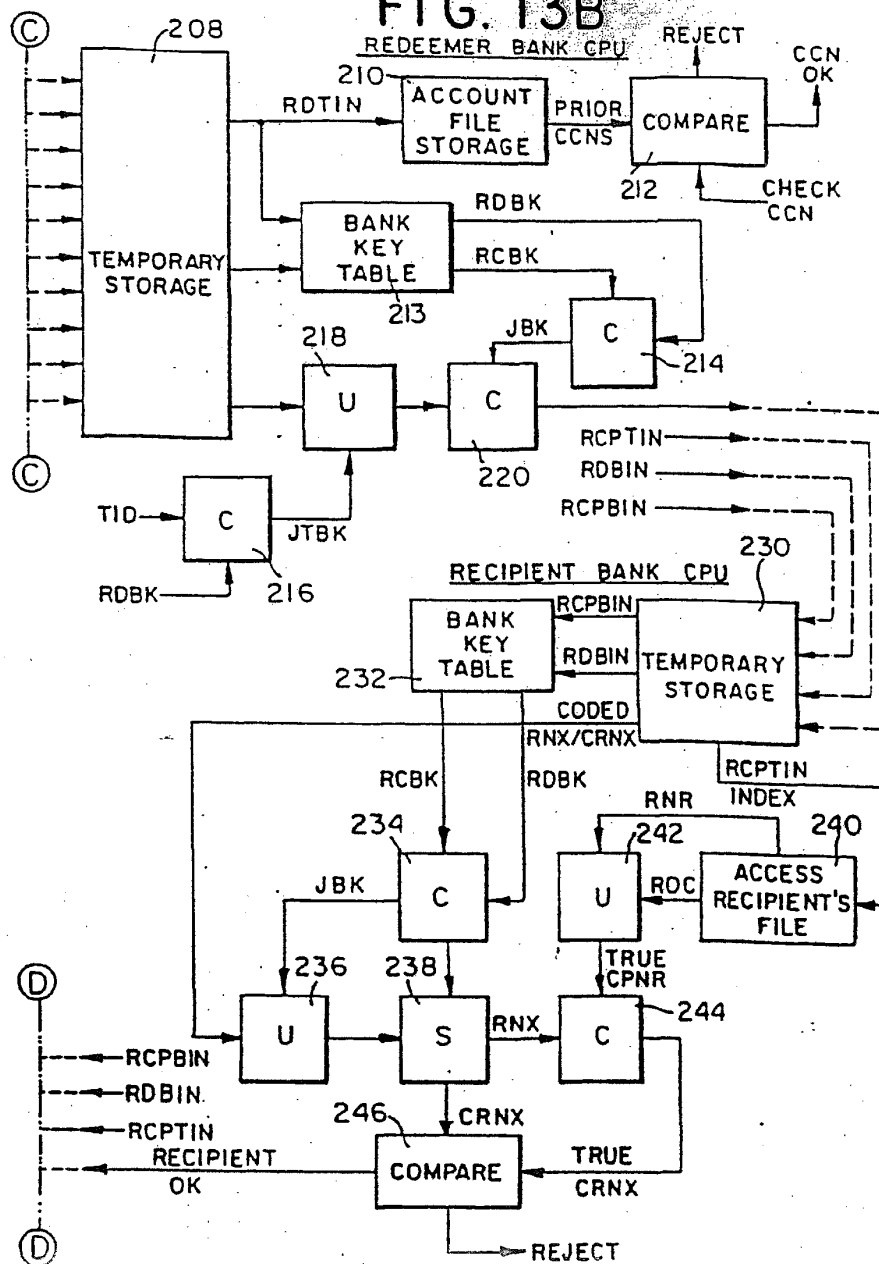 FIG. 13B
REDEEMER BANK CPU
C
208
TEMPORARY
STORAGE
RDTIN
210
ACCOUNT
FILE
STORAGE
PRIOR
CCNS
REJECT
COMPARE
212
CCN
OK
CHECK
CCN
BANK
KEY
TABLE
213
RDBK
RCBK
C
214
JBK
218
U
C
220
C
TID
C
JTBK
216
RDBK
RCPTIN
RDBIN
RCPBIN
RECIPIENT BANK CPU
230
TEMPORARY
STORAGE
RCPBIN
RDBIN
BANK
KEY
TABLE
232
CODED
RNX/CRNX
RCPTIN
INDEX
RCBK
RDBK
RNR
234
C
JBK
242
U
RDC
240
ACCESS
RECIPIENT'S
FILE
TRUE
CPNR
236
U
238
S
RNX
C
244
D
RCPBIN
RDBIN
RCPTIN
RECIPIENT
OK
CRNX
246
COMPARE
TRUE
CRNX
D
REJECT